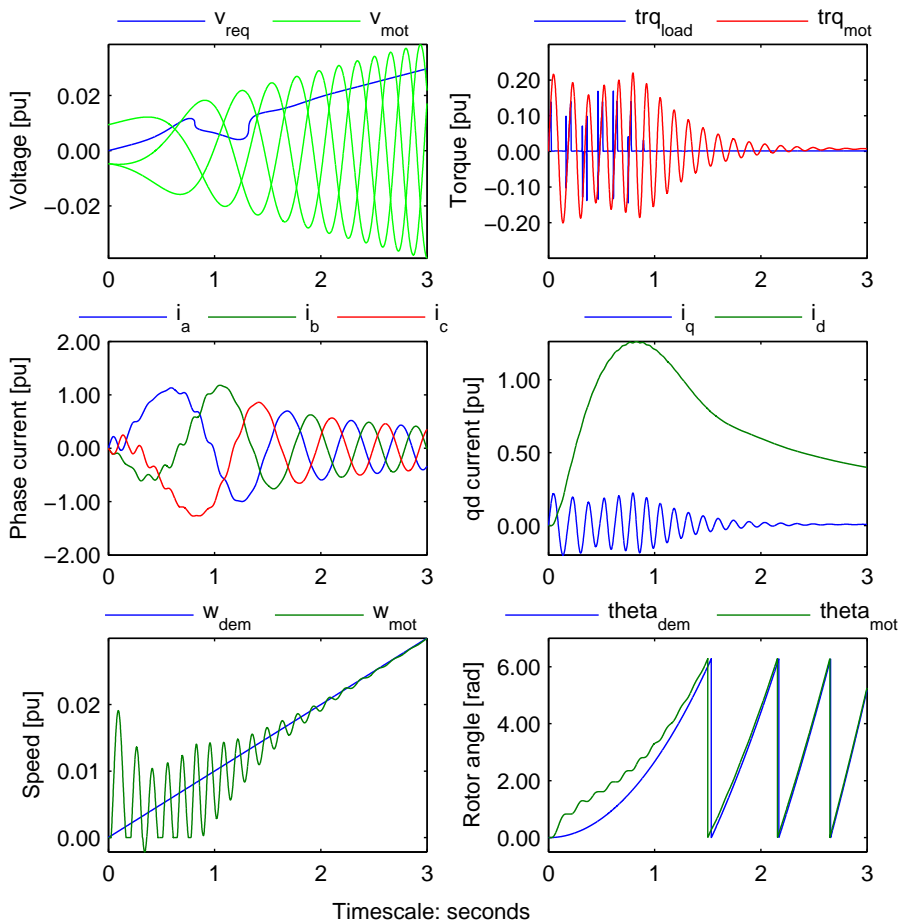 v_req v_mot
Voltage [pu]
0.02
0.00
−0.02
0 1 2 3
trq_load trq_mot
Torque [pu]
0.20
0.10
0.00
−0.10
−0.20
0 1 2 3
i_a i_b i_c
Phase current [pu]
2.00
1.00
0.00
−1.00
−2.00
0 1 2 3
i_q i_d
qd current [pu]
1.00
0.50
0.00
0 1 2 3
w_dem w_mot
Speed [pu]
0.02
0.01
0.00
0 1 2 3
theta_dem theta_mot
Rotor angle [rad]
6.00
4.00
2.00
0.00
0 1 2 3
Timescale: seconds